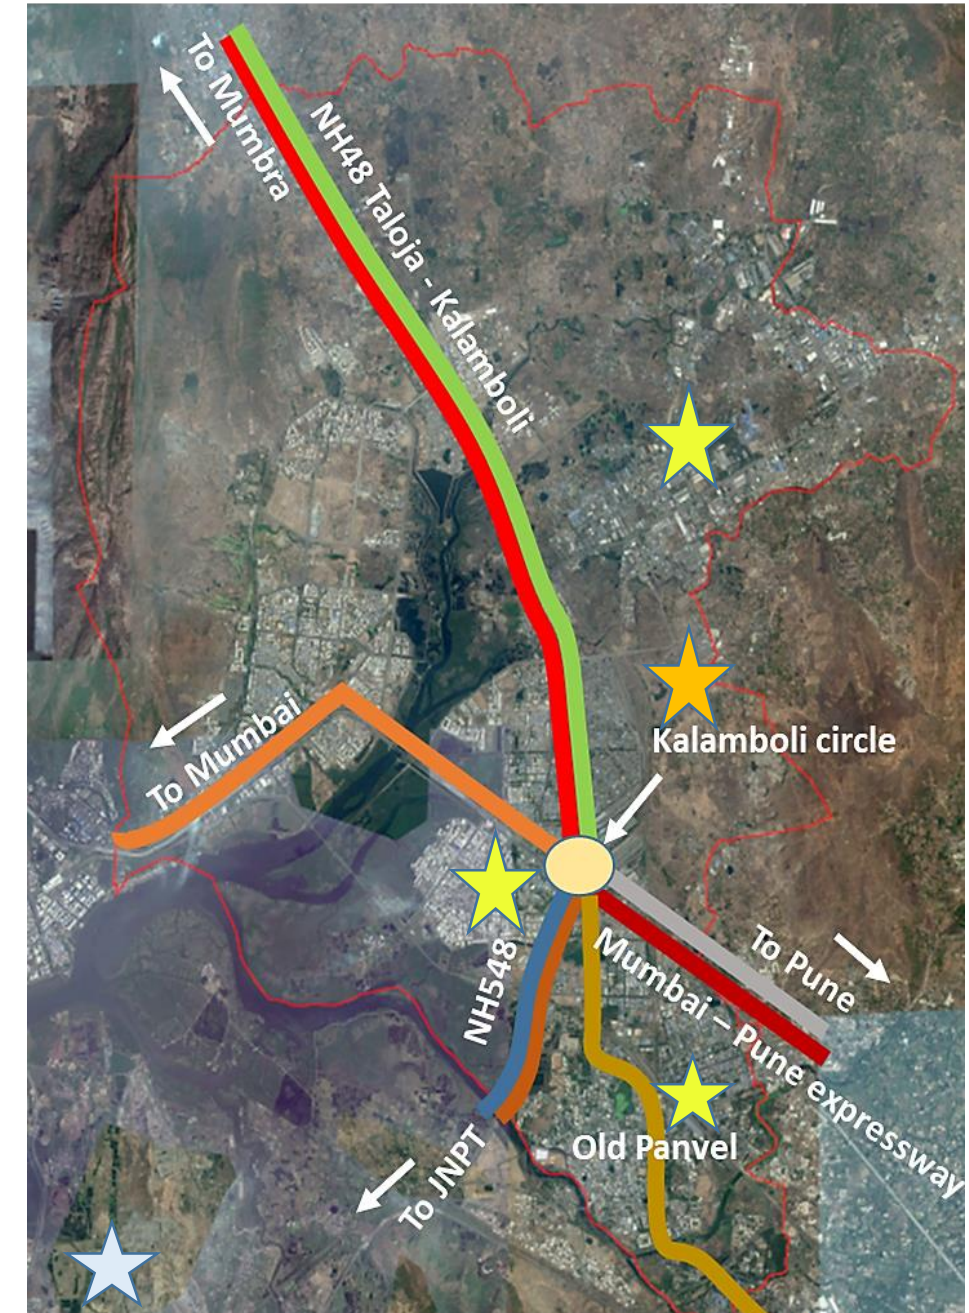 To Mumbra
NH48 Taloja - Kalamboli
Kalamboli circle
To Mumbai
To Pune
Mumbai – Pune expressway
NH548
Old Panvel
To JNPT